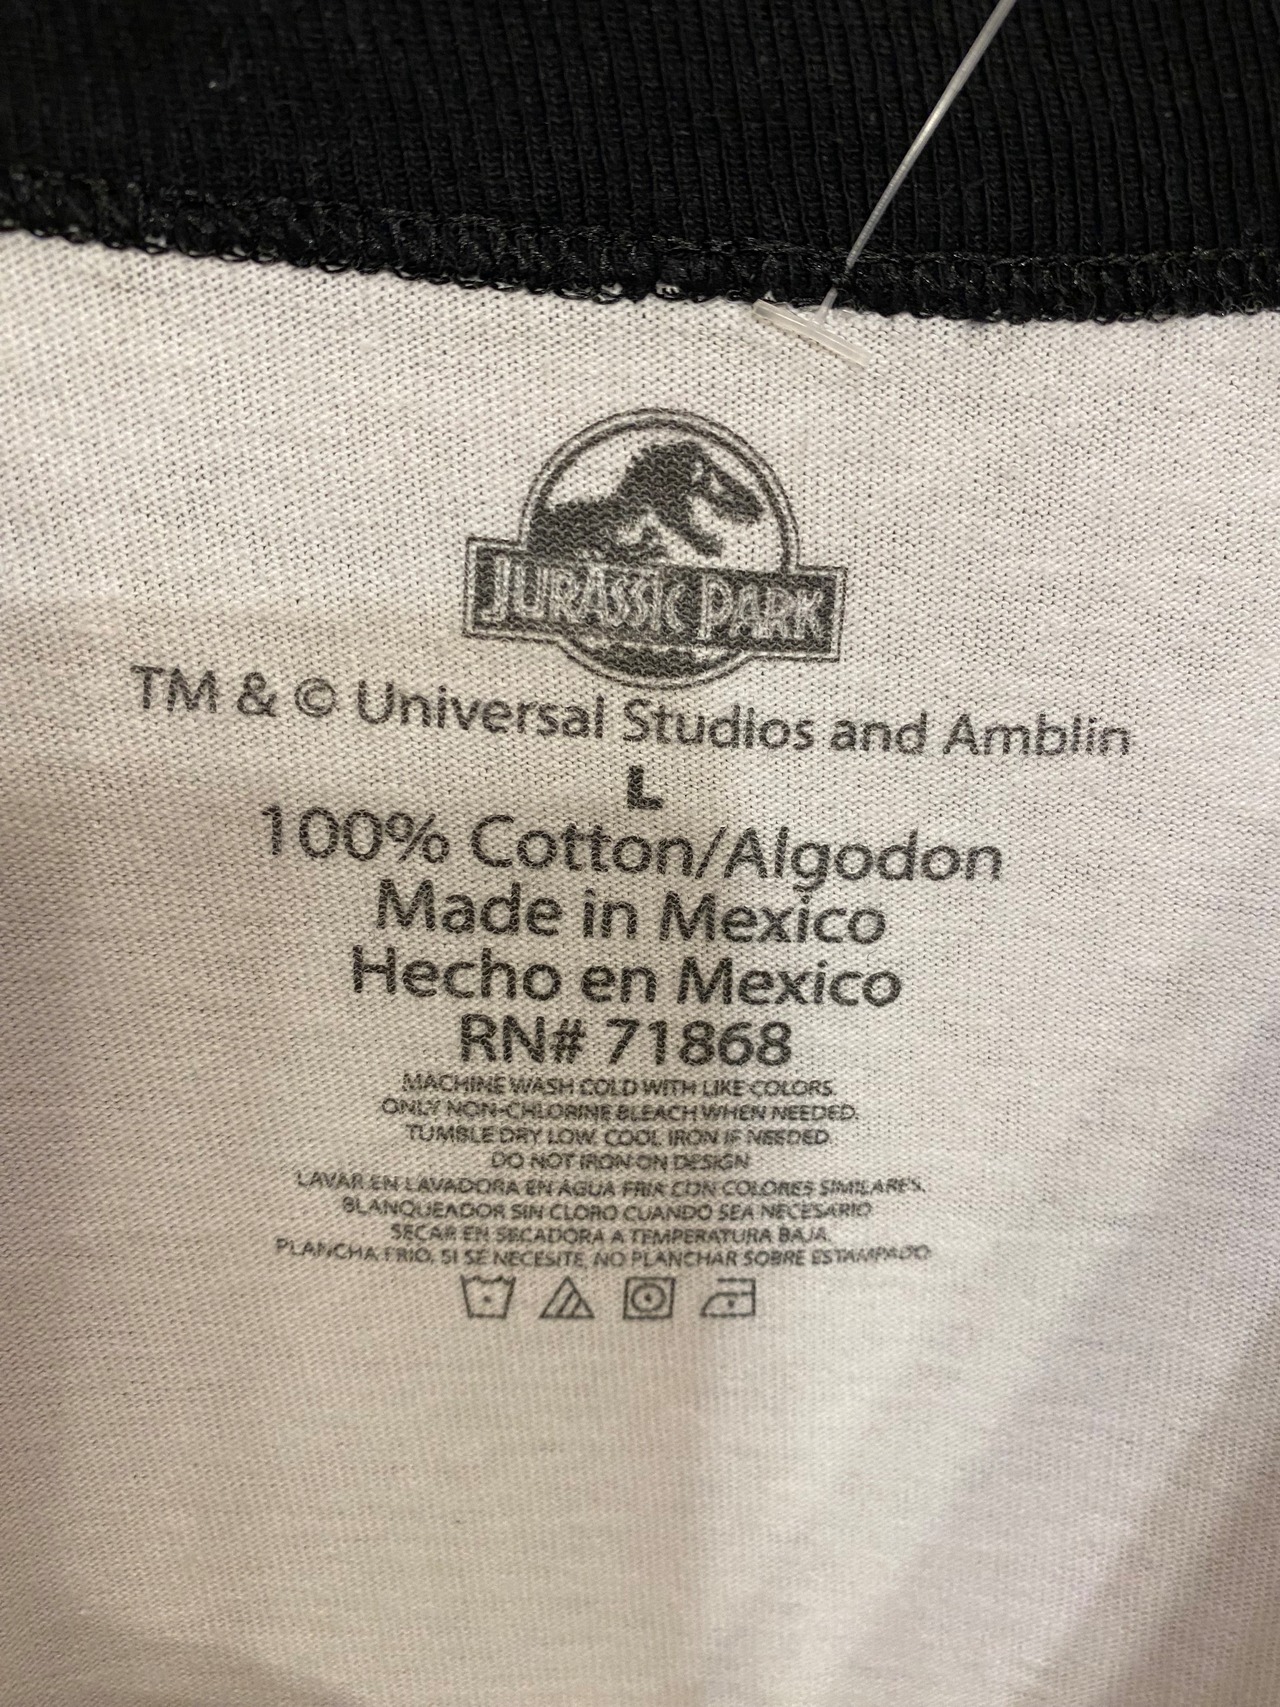 JURASSIC PARK
TM & © Universal Studios and Amblin
L
100% Cotton/Algodon
Made in Mexico
Hecho en Mexico
RN# 71868
MACHINE WASH COLD WITH LIKE COLORS.
ONLY NON-CHLORINE BLEACH WHEN NEEDED.
TUMBLE DRY LOW. COOL IRON IF NEEDED.
DO NOT IRON ON DESIGN
LAVAR EN LAVADORA EN AGUA FRIA CON COLORES SIMILARES.
BLANQUEADOR SIN CLORO CUANDO SEA NECESARIO
SECAR EN SECADORA A TEMPERATURA BAJA.
PLANCHA FRIO, SI SE NECESITE, NO PLANCHAR SOBRE ESTAMPADO